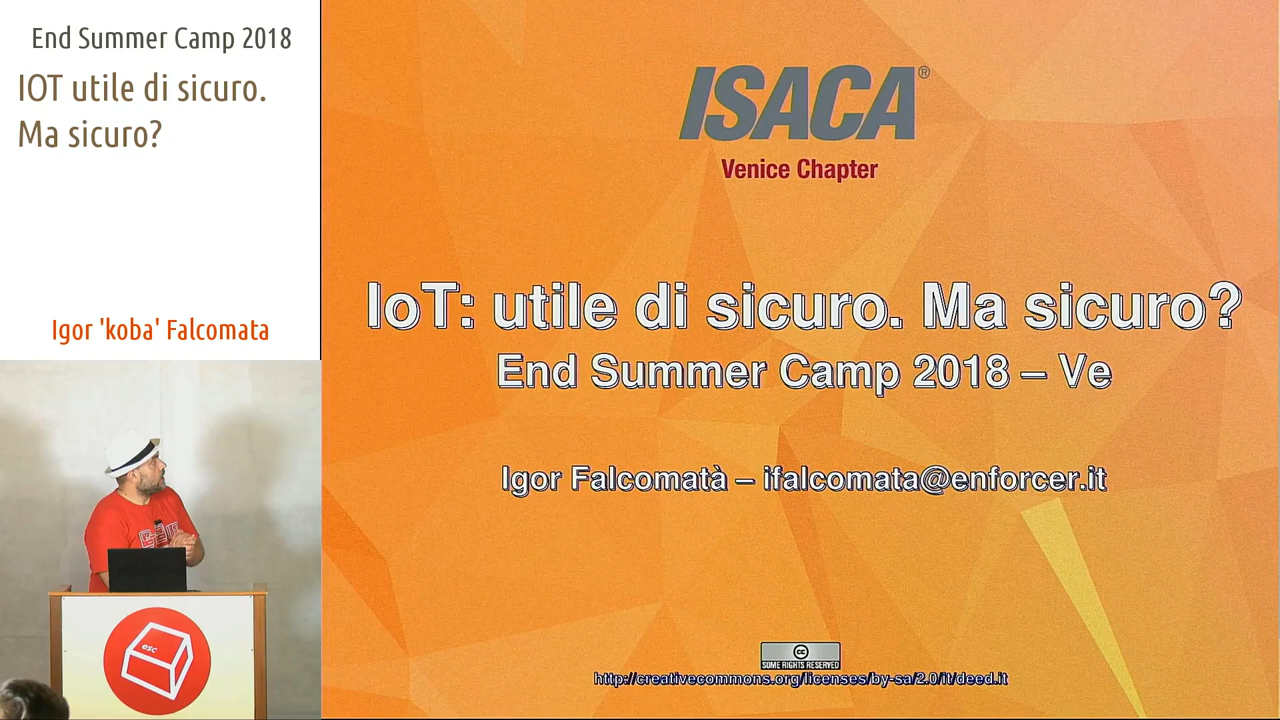 End Summer Camp 2018
IOT utile di sicuro.
Ma sicuro?
Igor 'koba' Falcomata
esc
ISACA®
Venice Chapter
IoT: utile di sicuro. Ma sicuro?
End Summer Camp 2018 – Ve
Igor Falcomatà – ifalcomata@enforcer.it
cc
SOME RIGHTS RESERVED
http://creativecommons.org/licenses/by-sa/2.0/it/deed.it